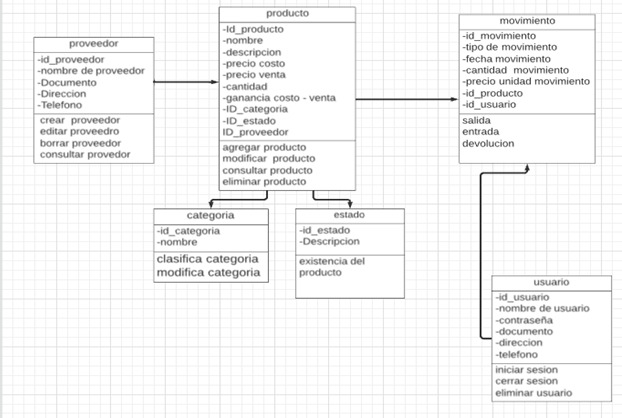 proveedor
-id_proveedor
-nombre de proveedor
-Documento
-Direccion
-Telefono
crear proveedor
editar proveedro
borrar proveedor
consultar provedor
producto
-Id_producto
-nombre
-descripcion
-precio costo
-precio venta
-cantidad
-ganancia costo - venta
-ID_categoria
-ID_estado
ID_proveedor
agregar producto
modificar producto
consultar producto
eliminar producto
movimiento
-id_movimiento
-tipo de movimiento
-fecha movimiento
-cantidad movimiento
-precio unidad movimiento
-id_producto
-id_usuario
salida
entrada
devolucion
categoria
-id_categoria
-nombre
clasifica categoria
modifica categoria
estado
-id_estado
-Descripcion
existencia del
producto
usuario
-id_usuario
-nombre de usuario
-contraseña
-documento
-direccion
-telefono
iniciar sesion
cerrar sesion
eliminar usuario